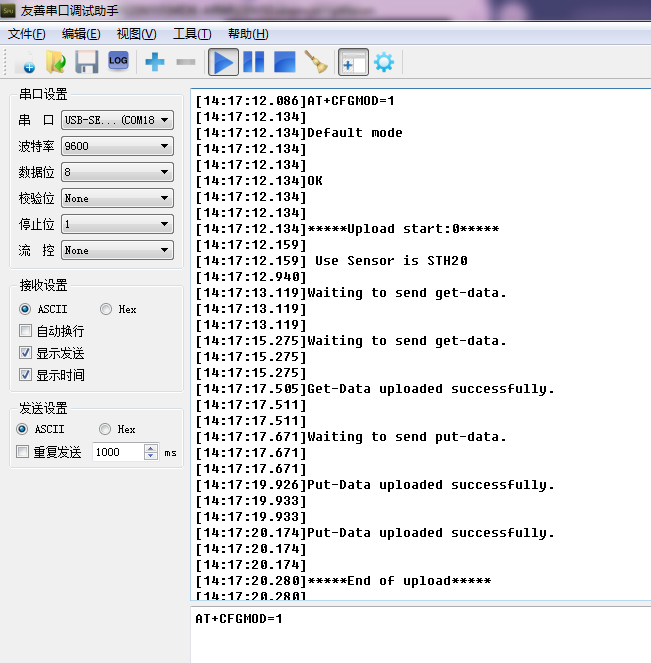 友善串口调试助手
文件(F) 编辑(E) 视图(V) 工具(T) 帮助(H)
LOG
串口设置
串 口 USB-SE...(COM18
波特率 9600
数据位 8
校验位 None
停止位 1
流 控 None
接收设置
ASCII Hex
自动换行
显示发送
显示时间
发送设置
ASCII Hex
重复发送 1000 ms
[14:17:12.086]AT+CFGMOD=1
[14:17:12.134]
[14:17:12.134]Default mode
[14:17:12.134]
[14:17:12.134]
[14:17:12.134]OK
[14:17:12.134]
[14:17:12.134]
[14:17:12.134]*****Upload start:0*****
[14:17:12.159]
[14:17:12.159] Use Sensor is STH20
[14:17:12.940]
[14:17:13.119]Waiting to send get-data.
[14:17:13.119]
[14:17:13.119]
[14:17:15.275]Waiting to send get-data.
[14:17:15.275]
[14:17:15.275]
[14:17:17.505]Get-Data uploaded successfully.
[14:17:17.511]
[14:17:17.511]
[14:17:17.671]Waiting to send put-data.
[14:17:17.671]
[14:17:17.671]
[14:17:19.926]Put-Data uploaded successfully.
[14:17:19.933]
[14:17:19.933]
[14:17:20.174]Put-Data uploaded successfully.
[14:17:20.174]
[14:17:20.174]
[14:17:20.280]*****End of upload*****
[14:17:20.280]
AT+CFGMOD=1